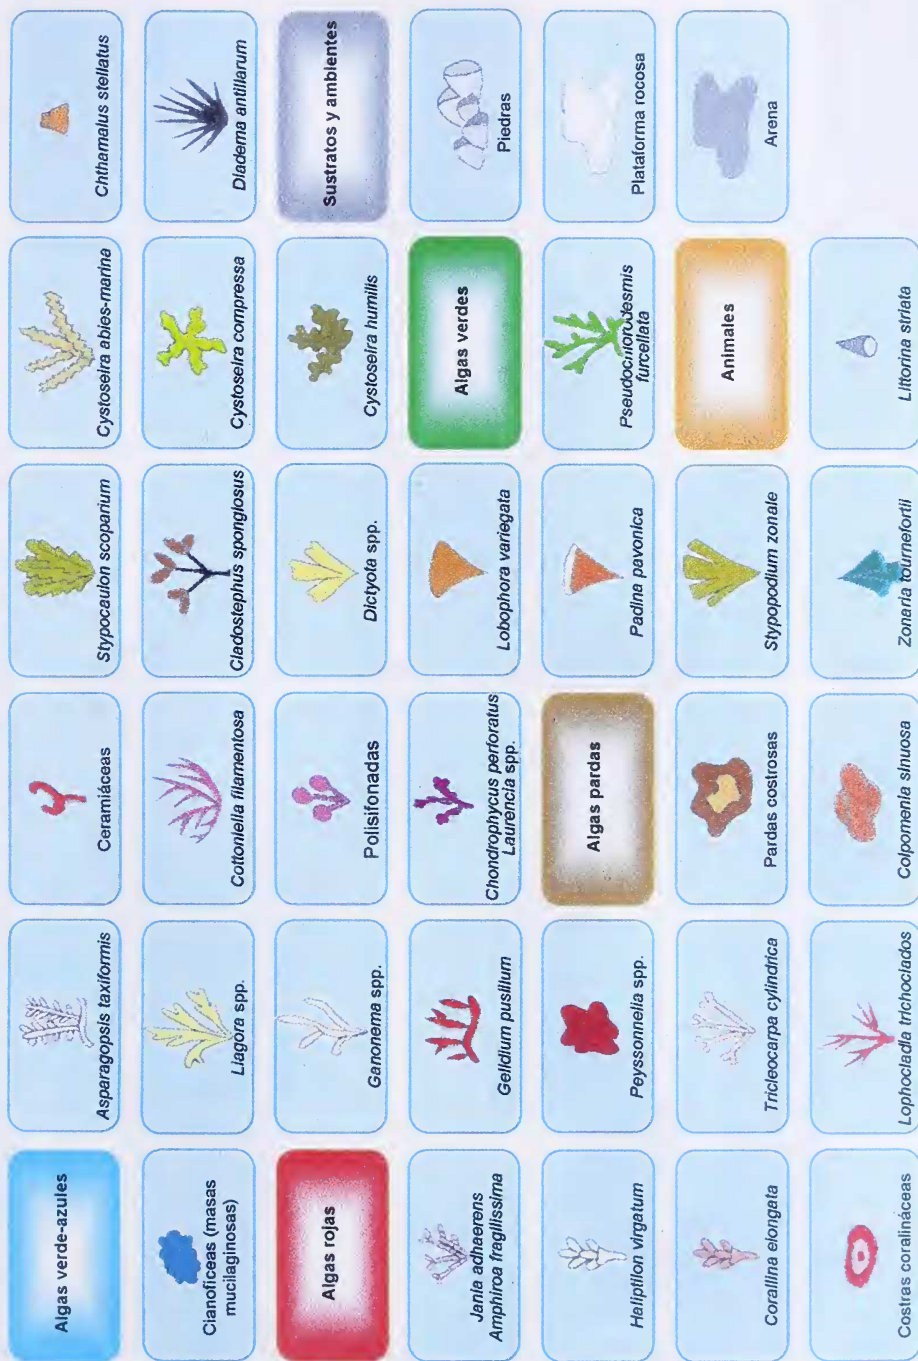 Algas verde-azules
Cianofíceas (masas
mucilaginosas)
Algas rojas
Jania adhaerens
Amphiroa fragilissima
Haliptilon virgatum
Corallina elongata
Costras coralináceas
Asparagopsis taxiformis
Liagora spp.
Ganonema spp.
Gelidium pusillum
Peyssonnelia spp.
Tricleocarpa cylindrica
Lophocladia trichoclados
Ceramiáceas
Cottoniella filamentosa
Polisifonadas
Chondrophycus perforatus
Laurencia spp.
Algas pardas
Pardas costrosas
Colpomenia sinuosa
Stypocaulon scoparium
Cladostephus spongiosus
Dictyota spp.
Lobophora variegata
Padina pavonica
Stypopodium zonale
Zonaria tournefortii
Cystoseira abies-marina
Cystoseira compressa
Cystoseira humilis
Algas verdes
Pseudochlorodesmis
furcellata
Animales
Littorina striata
Chthamalus stellatus
Diadema antillarum
Sustratos y ambientes
Piedras
Plataforma rocosa
Arena